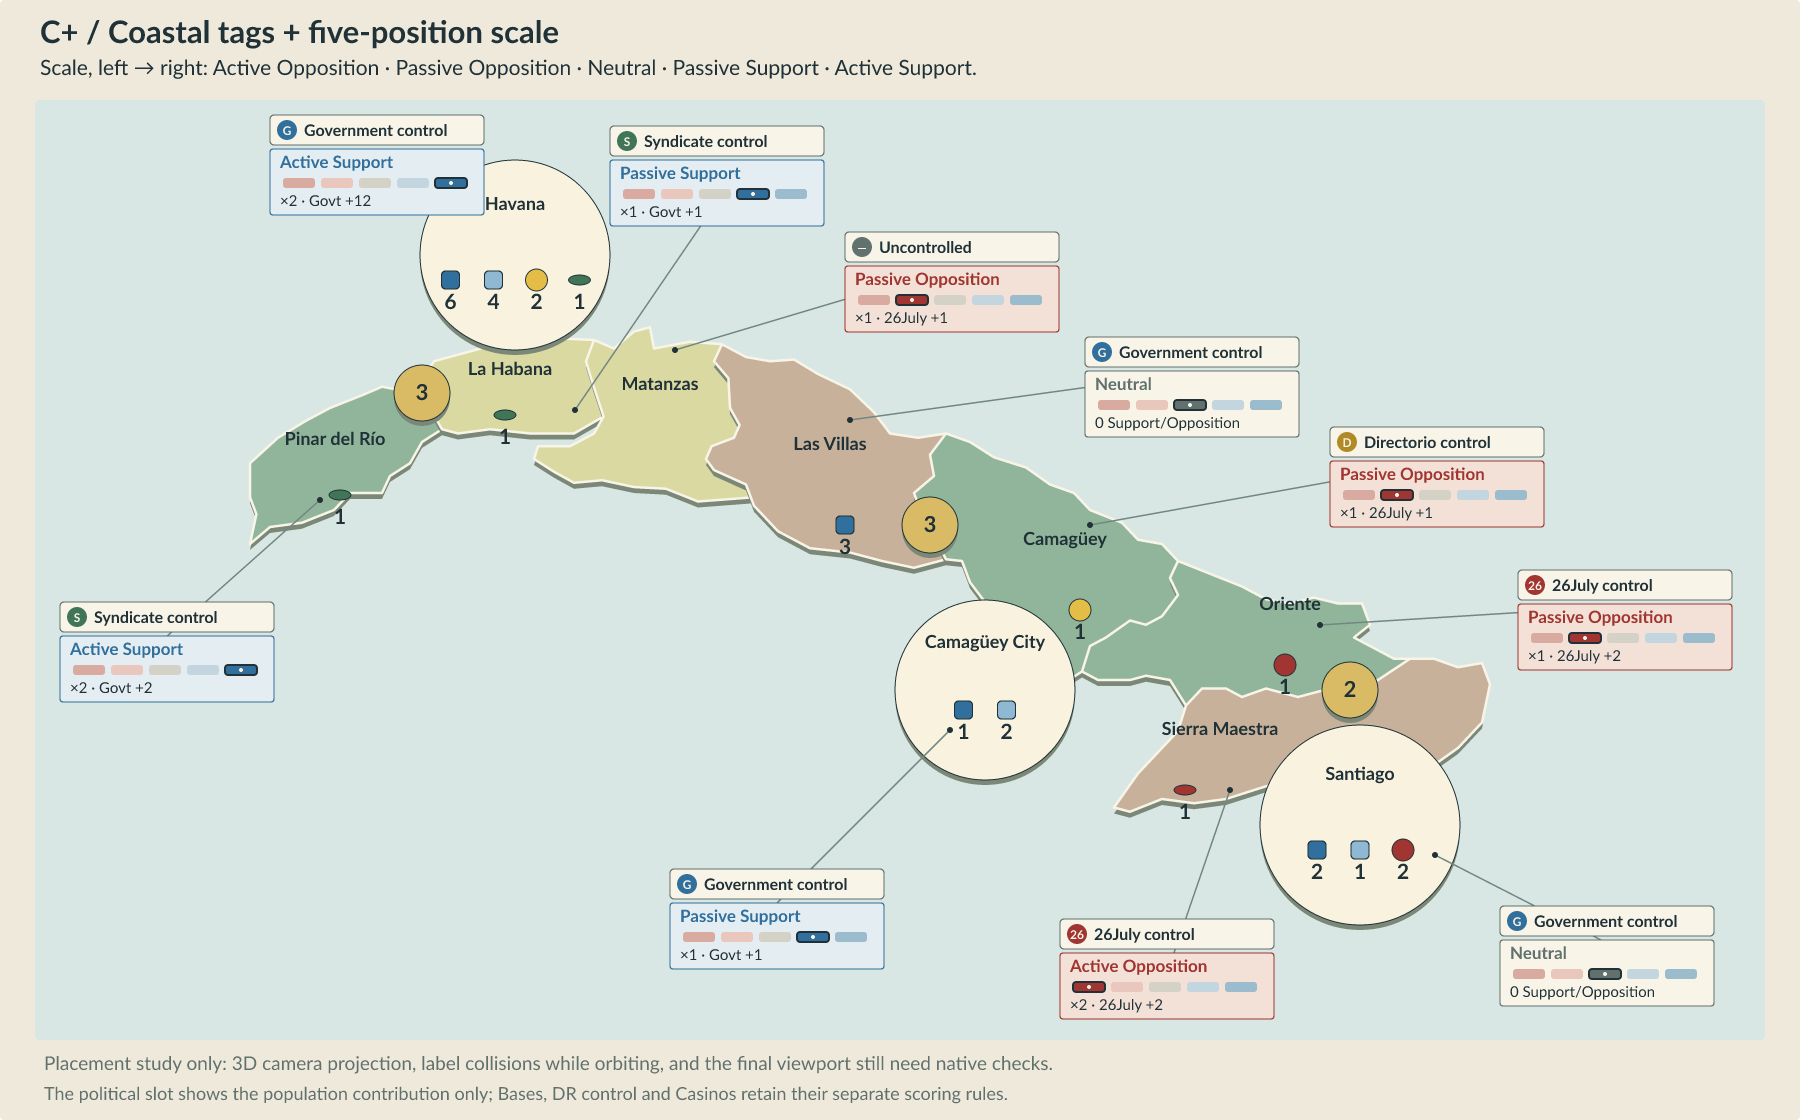 C+ / Coastal tags + five-position scale
Scale, left → right: Active Opposition · Passive Opposition · Neutral · Passive Support · Active Support.
G Government control
Active Support
×2 · Govt +12
S Syndicate control
Passive Support
×1 · Govt +1
Havana
6 4 2 1
– Uncontrolled
Passive Opposition
×1 · 26July +1
G Government control
Neutral
0 Support/Opposition
La Habana
3
1
Matanzas
Pinar del Río
1
Las Villas
3
3
D Directorio control
Passive Opposition
×1 · 26July +1
Camagüey
1
26 26July control
Passive Opposition
×1 · 26July +2
Oriente
1
2
S Syndicate control
Active Support
×2 · Govt +2
Camagüey City
1 2
Sierra Maestra
1
Santiago
2 1 2
G Government control
Passive Support
×1 · Govt +1
26 26July control
Active Opposition
×2 · 26July +2
G Government control
Neutral
0 Support/Opposition
Placement study only: 3D camera projection, label collisions while orbiting, and the final viewport still need native checks.
The political slot shows the population contribution only; Bases, DR control and Casinos retain their separate scoring rules.